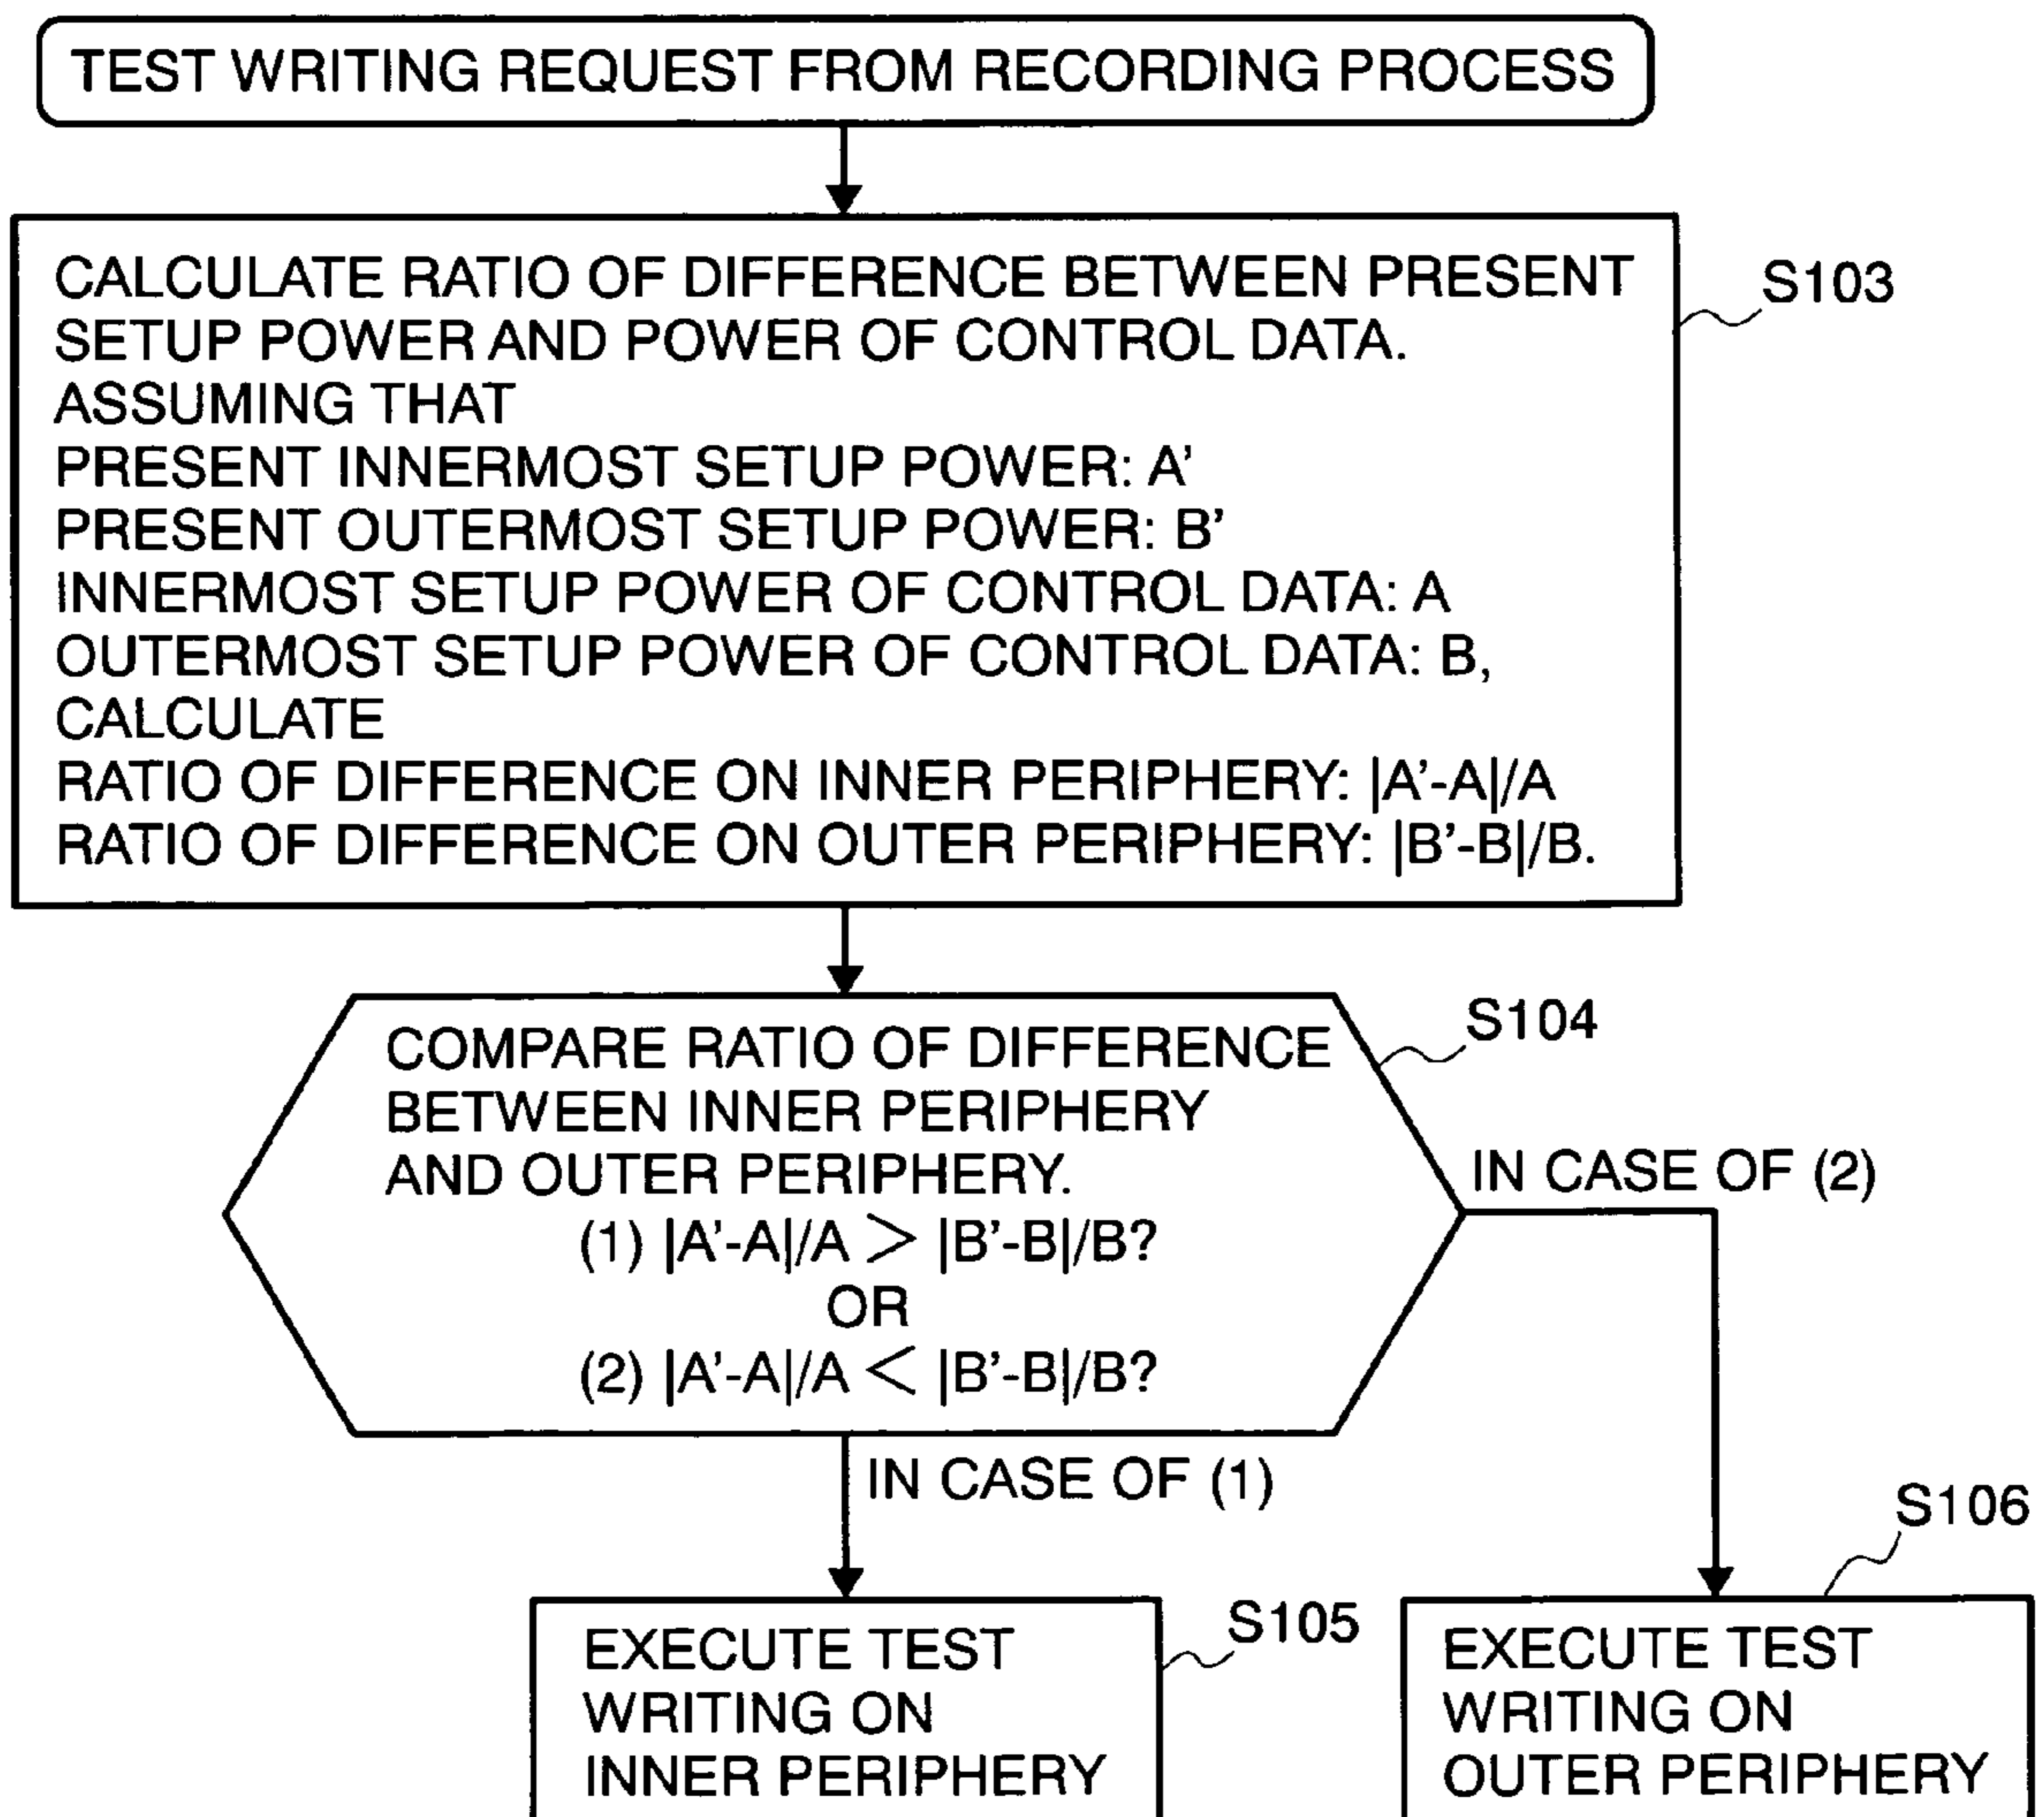 TEST WRITING REQUEST FROM RECORDING PROCESS
CALCULATE RATIO OF DIFFERENCE BETWEEN PRESENT
SETUP POWER AND POWER OF CONTROL DATA.
ASSUMING THAT
PRESENT INNERMOST SETUP POWER: A'
PRESENT OUTERMOST SETUP POWER: B'
INNERMOST SETUP POWER OF CONTROL DATA: A
OUTERMOST SETUP POWER OF CONTROL DATA: B,
CALCULATE
RATIO OF DIFFERENCE ON INNER PERIPHERY: |A'-A|/A
RATIO OF DIFFERENCE ON OUTER PERIPHERY: |B'-B|/B.
S103
COMPARE RATIO OF DIFFERENCE
BETWEEN INNER PERIPHERY
AND OUTER PERIPHERY.
(1) |A'-A|/A > |B'-B|/B?
OR
(2) |A'-A|/A < |B'-B|/B?
S104
IN CASE OF (2)
IN CASE OF (1)
EXECUTE TEST
WRITING ON
INNER PERIPHERY
S105
EXECUTE TEST
WRITING ON
OUTER PERIPHERY
S106